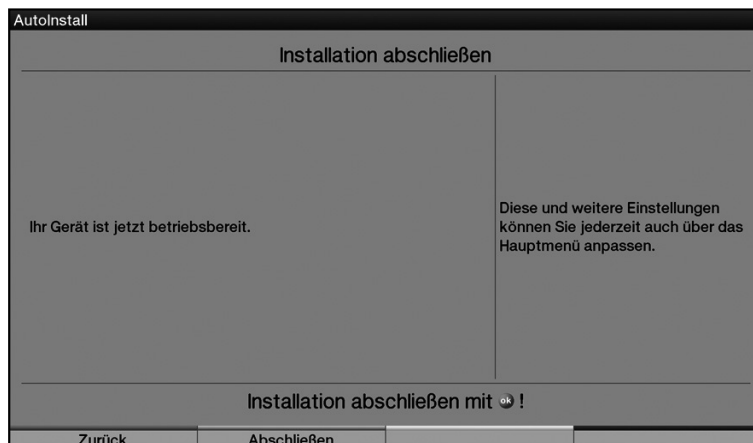 AutoInstall
Installation abschließen
Ihr Gerät ist jetzt betriebsbereit.
Diese und weitere Einstellungen
können Sie jederzeit auch über das
Hauptmenü anpassen.
Installation abschließen mit ok !
Zurück
Abschließen